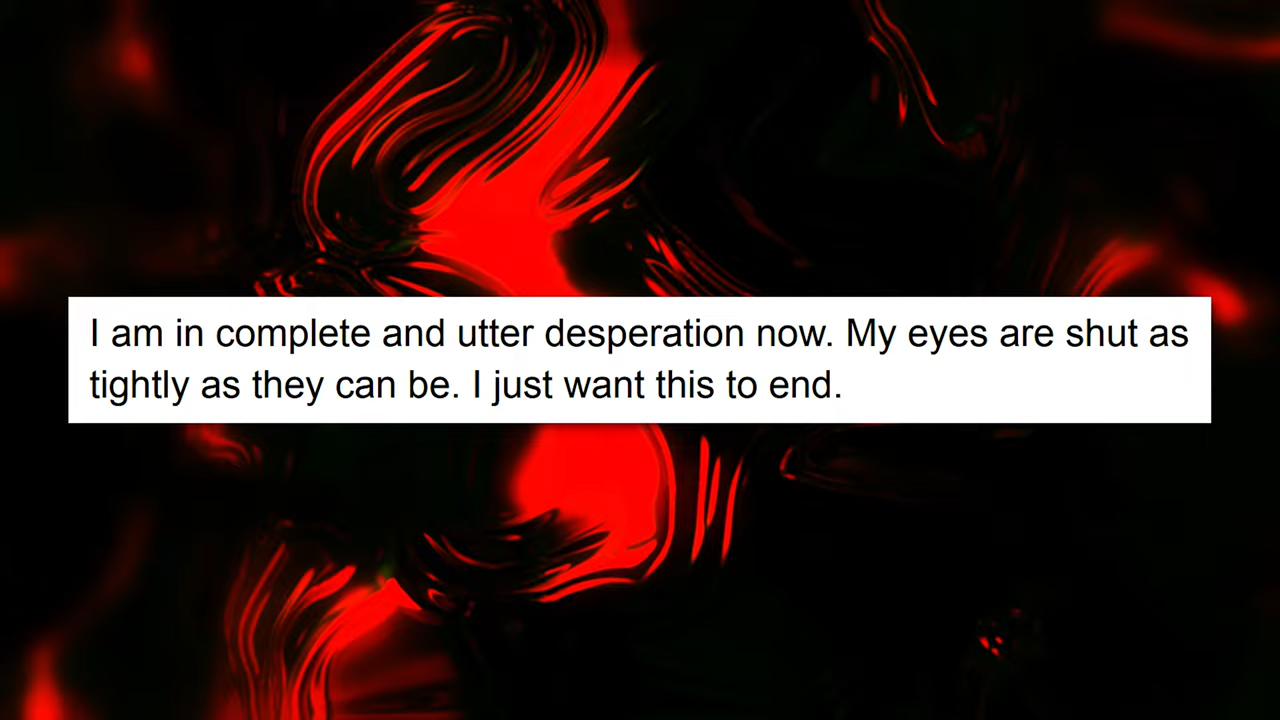 I am in complete and utter desperation now. My eyes are shut as
tightly as they can be. I just want this to end.